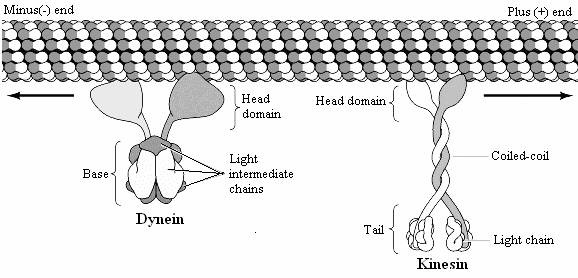 Minus(-) end
Plus (+) end
Head
domain
Head domain
Base
Light
intermediate
chains
Coiled-coil
Dynein
Tail
Light chain
Kinesin